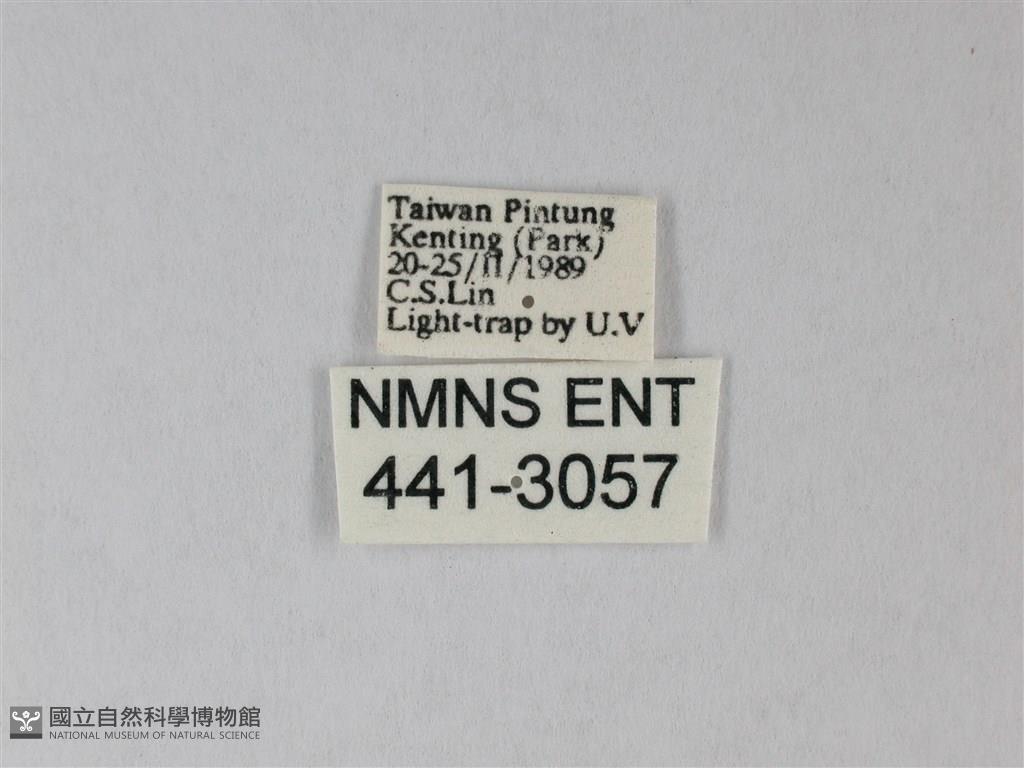 Taiwan Pintung
Kenting (Park)
20-25/II/1989
C.S.Lin
Light-trap by U.V
NMNS ENT
441-3057
國立自然科學博物館
NATIONAL MUSEUM OF NATURAL SCIENCE